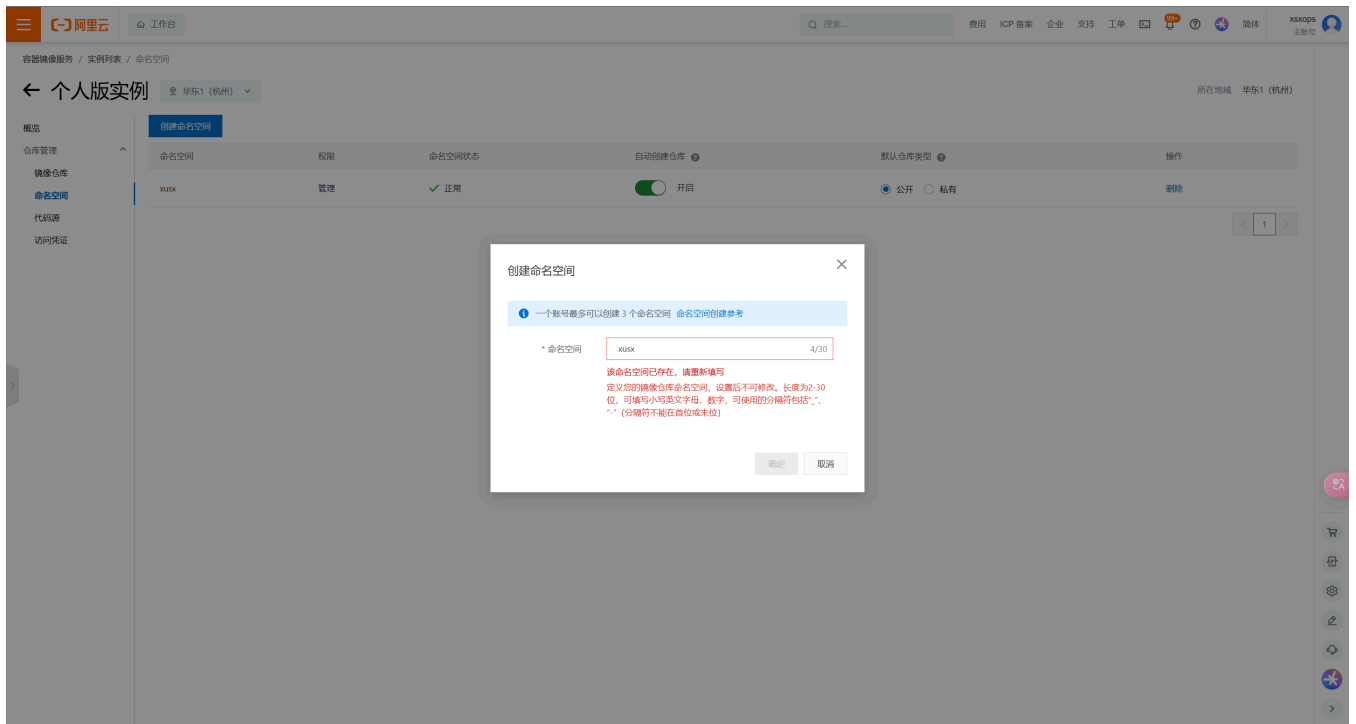 阿里云 工作台 搜索... 费用 ICP 备案 企业 支持 工单 99+ 简体 xsxops
主账号
容器镜像服务 / 实例列表 / 命名空间
个人版实例 华东1 (杭州) 所在地域 华东1 (杭州)
概览 创建命名空间
仓库管理
命名空间 权限 命名空间状态 自动创建仓库 默认仓库类型 操作
镜像仓库
命名空间
xusx 管理 正常 开启 公开 私有 删除
代码源
1
访问凭证
创建命名空间
一个账号最多可以创建 3 个命名空间 命名空间创建参考
* 命名空间 xusx 4/30
该命名空间已存在，请重新填写
定义您的镜像仓库命名空间，设置后不可修改。长度为2-30
位，可填写小写英文字母、数字，可使用的分隔符包括“_”、
“-”（分隔符不能在首位或末位）
确定 取消